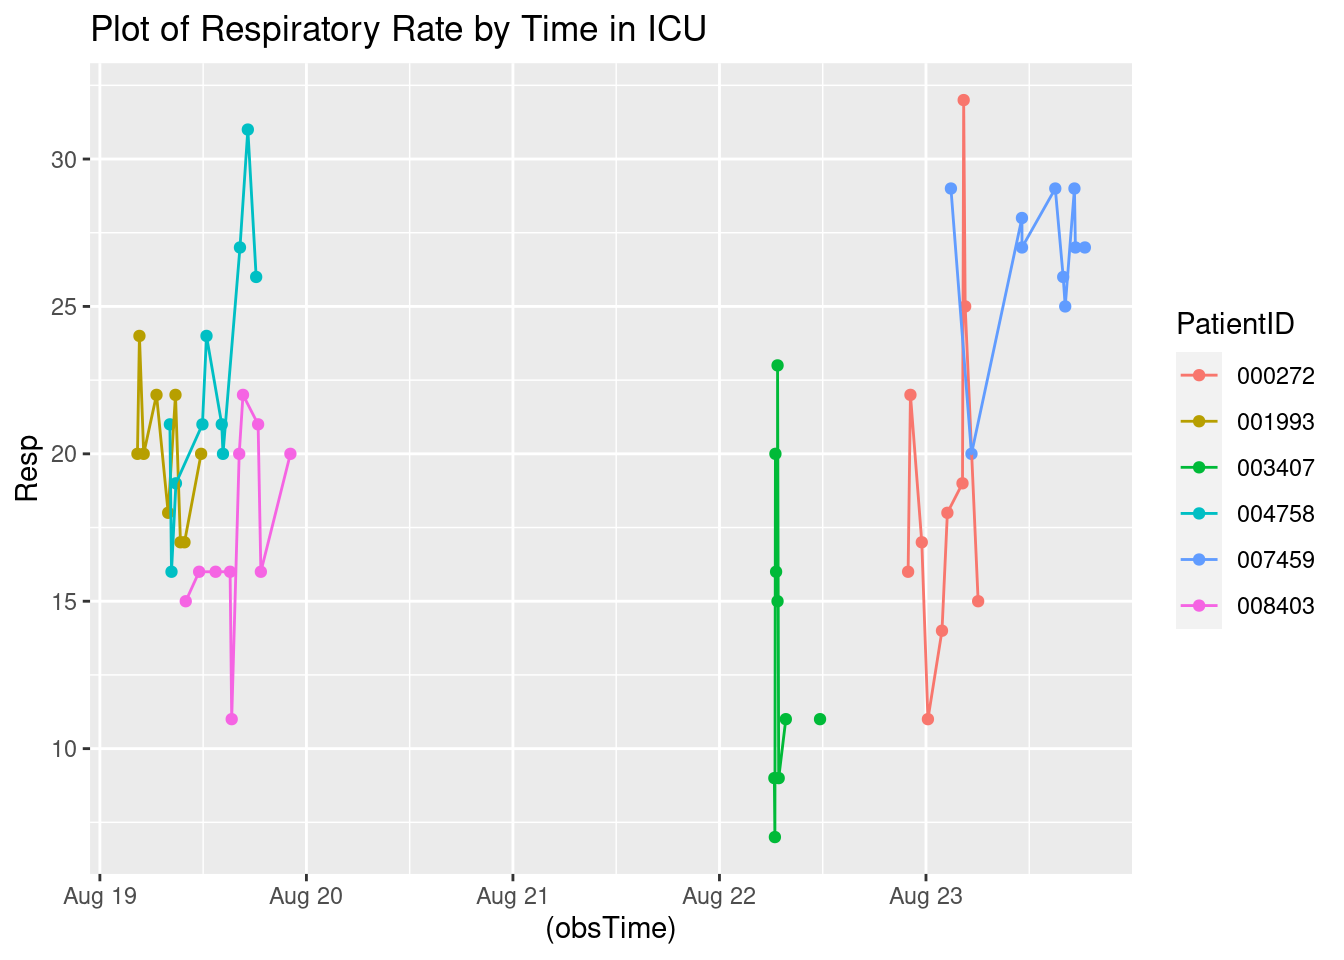 Plot of Respiratory Rate by Time in ICU
30
25
20
15
10
Resp
Aug 19
Aug 20
Aug 21
Aug 22
Aug 23
(obsTime)
PatientID
000272
001993
003407
004758
007459
008403